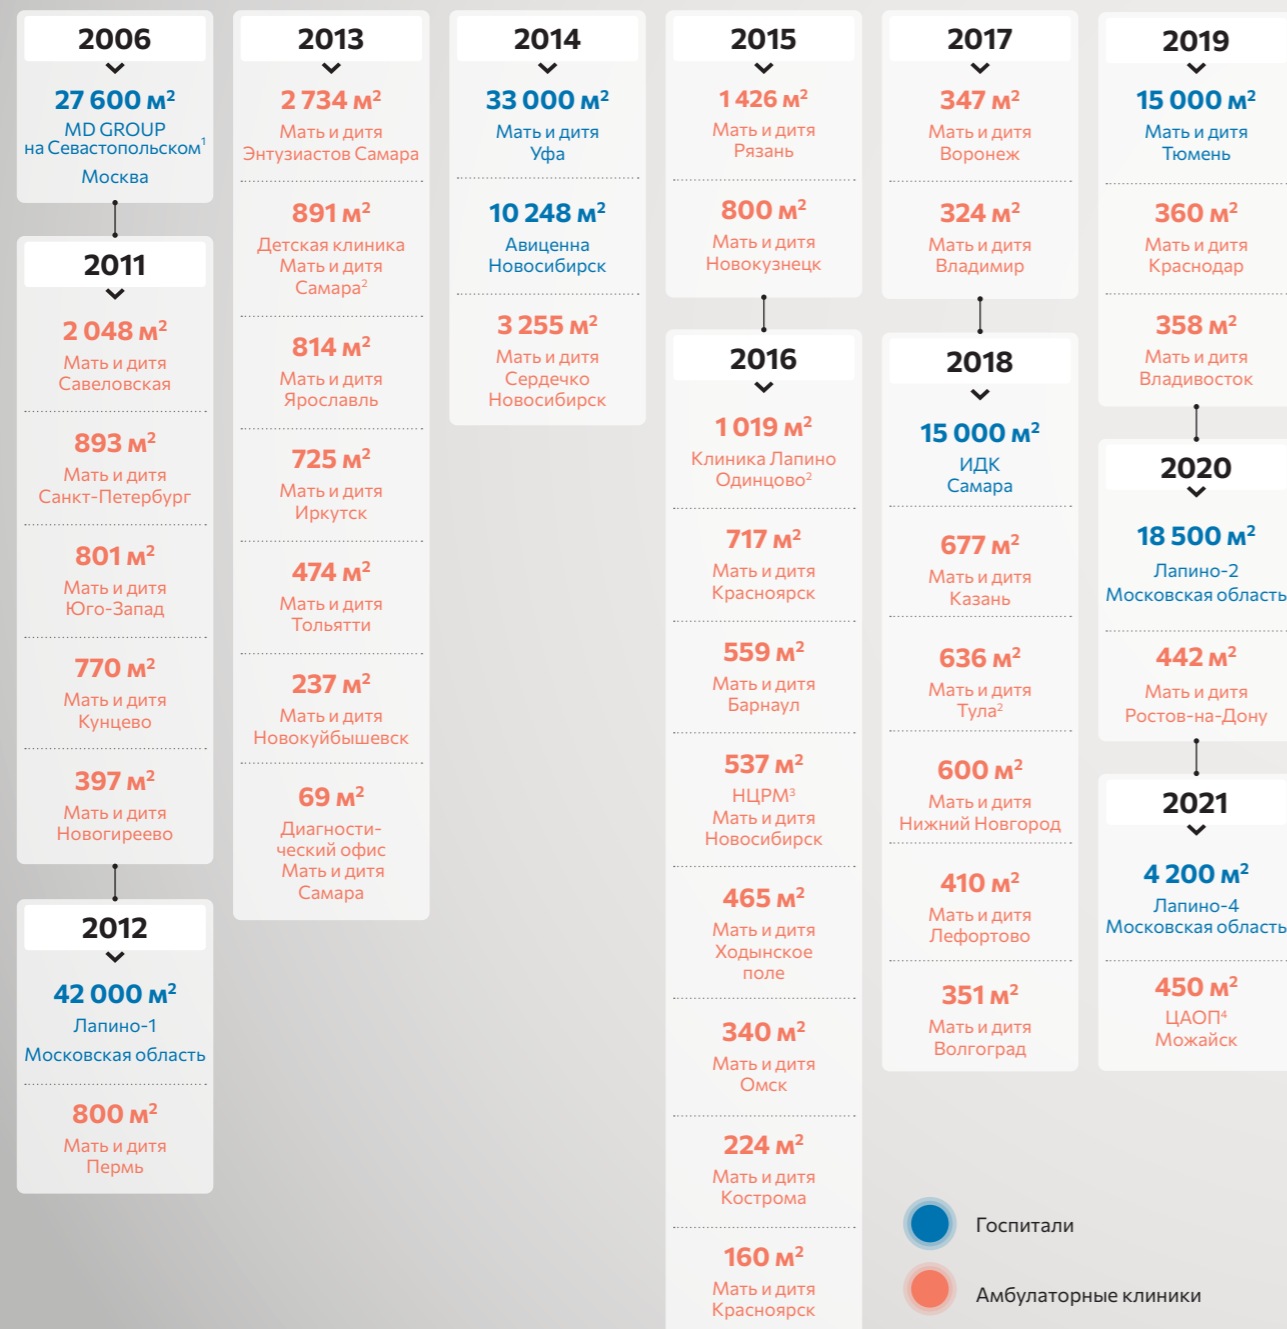 2006
27 600 м²
MD GROUP
на Севастопольском¹
Москва
2011
2 048 м²
Мать и дитя
Савеловская
893 м²
Мать и дитя
Санкт-Петербург
801 м²
Мать и дитя
Юго-Запад
770 м²
Мать и дитя
Кунцево
397 м²
Мать и дитя
Новогиреево
2012
42 000 м²
Лапино-1
Московская область
800 м²
Мать и дитя
Пермь
2013
2 734 м²
Мать и дитя
Энтузиастов Самара
891 м²
Детская клиника
Мать и дитя
Самара²
814 м²
Мать и дитя
Ярославль
725 м²
Мать и дитя
Иркутск
474 м²
Мать и дитя
Тольятти
237 м²
Мать и дитя
Новокуйбышевск
69 м²
Диагности-
ческий офис
Мать и дитя
Самара
2014
33 000 м²
Мать и дитя
Уфа
10 248 м²
Авиценна
Новосибирск
3 255 м²
Мать и дитя
Сердечко
Новосибирск
2015
1 426 м²
Мать и дитя
Рязань
800 м²
Мать и дитя
Новокузнецк
2016
1 019 м²
Клиника Лапино
Одинцово²
717 м²
Мать и дитя
Красноярск
559 м²
Мать и дитя
Барнаул
537 м²
НЦРМ³
Мать и дитя
Новосибирск
465 м²
Мать и дитя
Ходынское
поле
340 м²
Мать и дитя
Омск
224 м²
Мать и дитя
Кострома
160 м²
Мать и дитя
Красноярск
2017
347 м²
Мать и дитя
Воронеж
324 м²
Мать и дитя
Владимир
2018
15 000 м²
ИДК
Самара
677 м²
Мать и дитя
Казань
636 м²
Мать и дитя
Тула²
600 м²
Мать и дитя
Нижний Новгород
410 м²
Мать и дитя
Лефортово
351 м²
Мать и дитя
Волгоград
2019
15 000 м²
Мать и дитя
Тюмень
360 м²
Мать и дитя
Краснодар
358 м²
Мать и дитя
Владивосток
2020
18 500 м²
Лапино-2
Московская область
442 м²
Мать и дитя
Ростов-на-Дону
2021
4 200 м²
Лапино-4
Московская область
450 м²
ЦАОП⁴
Можайск
Госпитали
Амбулаторные клиники